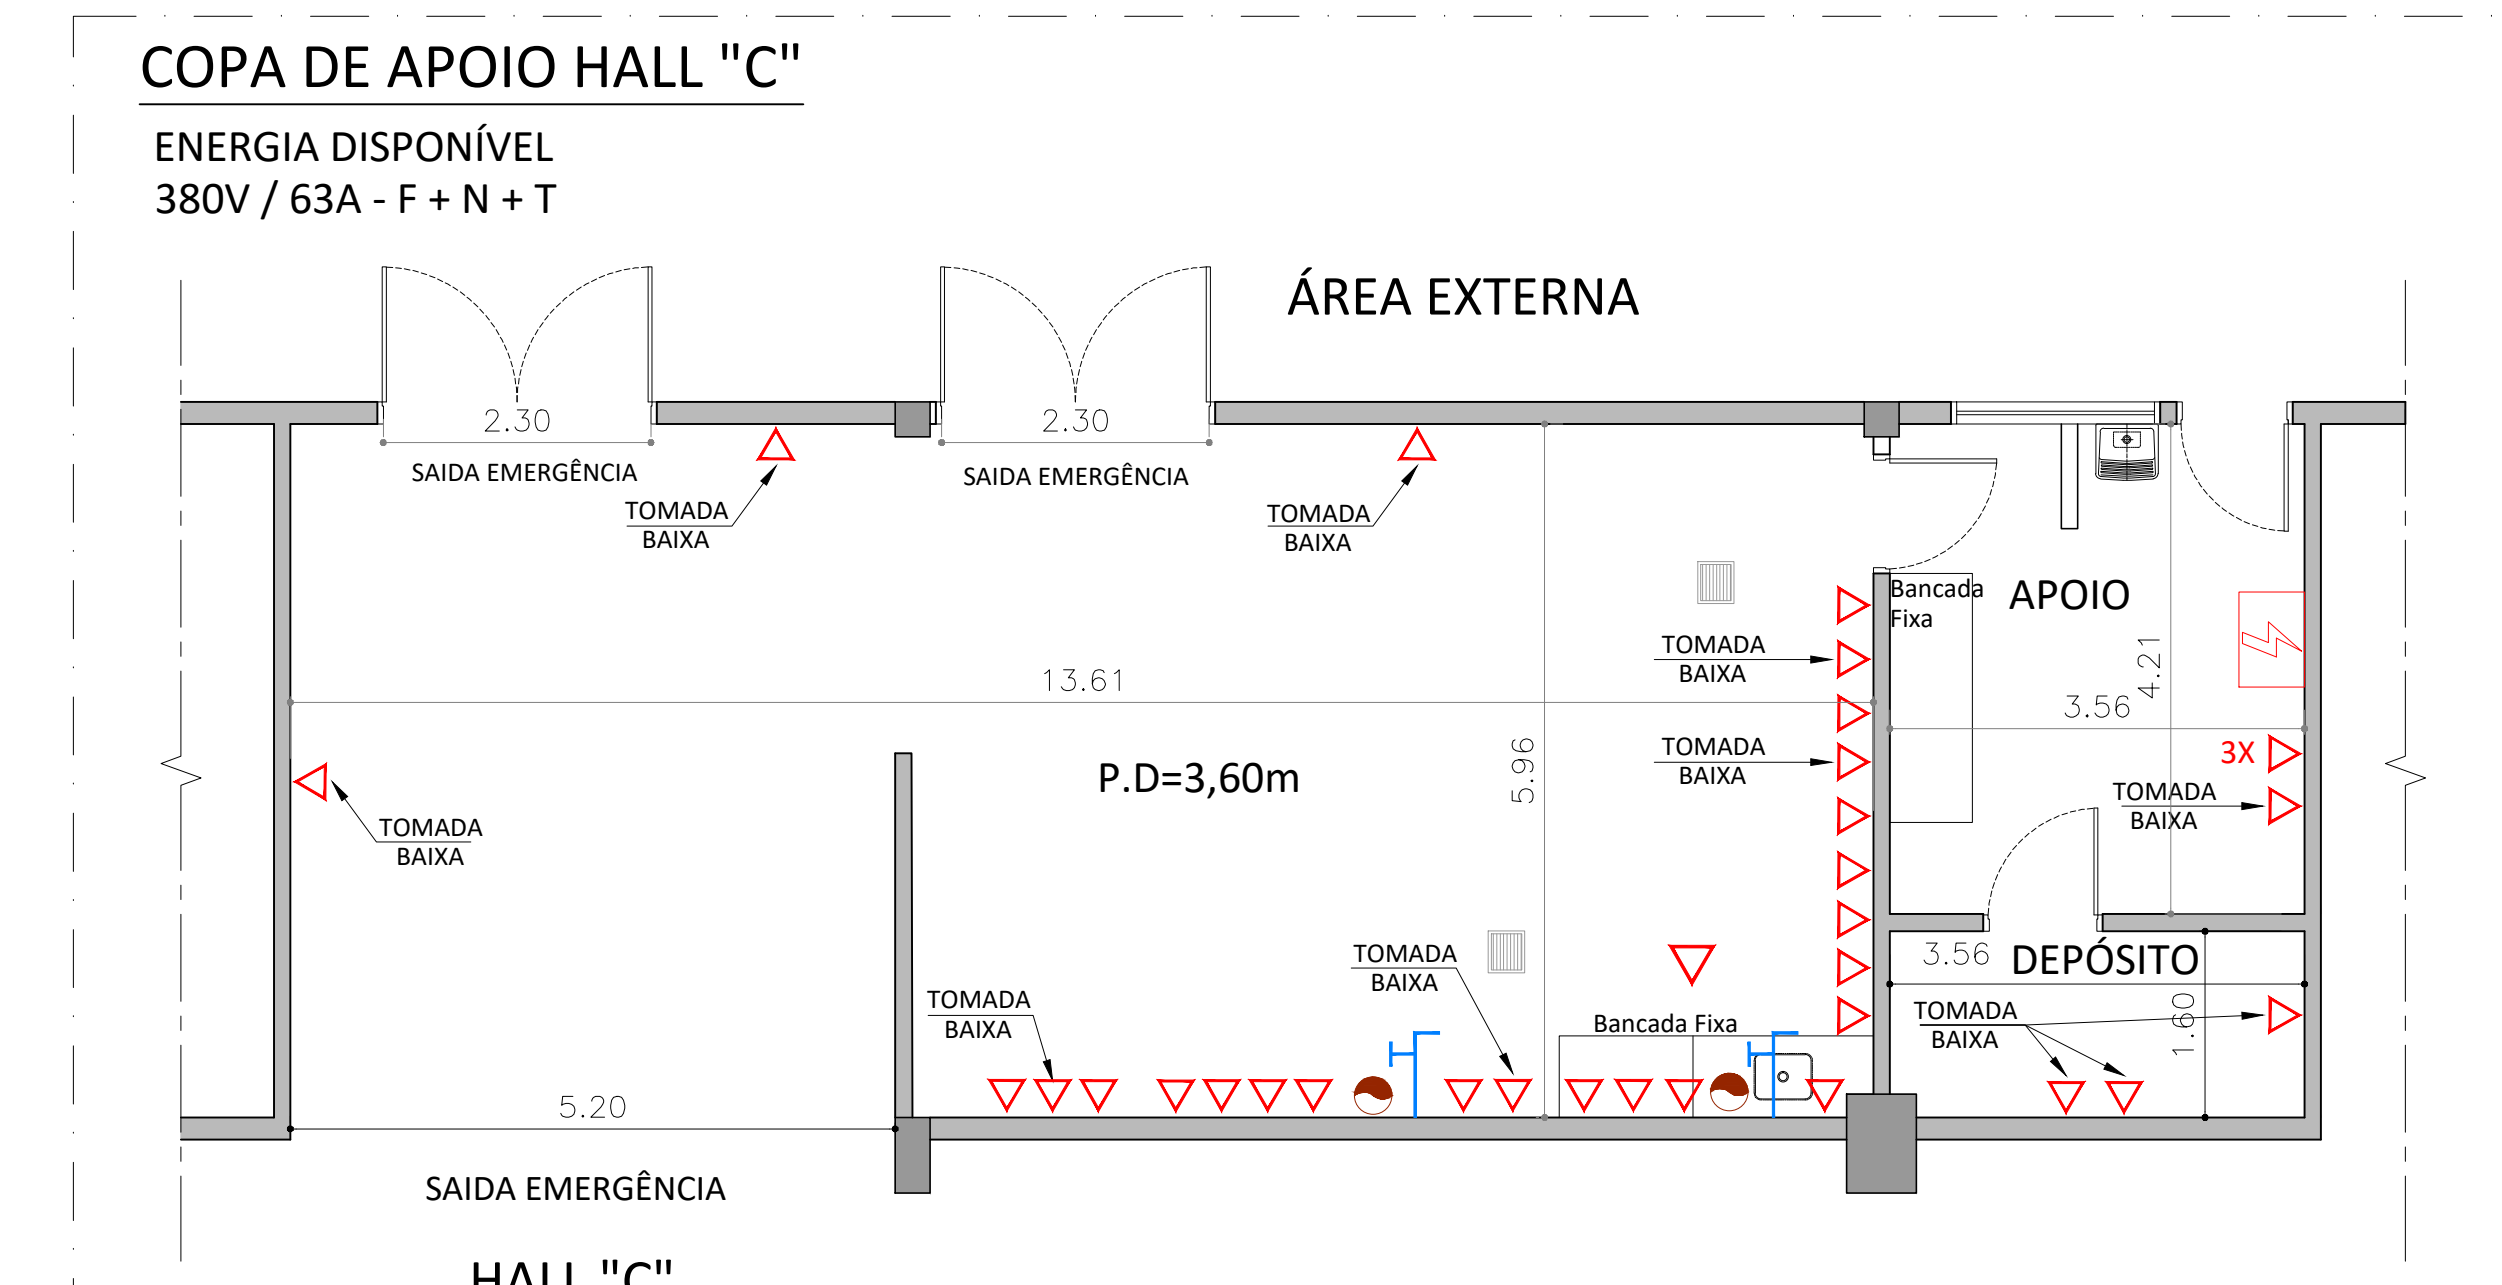 COPA DE APOIO HALL "C"
ENERGIA DISPONÍVEL
380V / 63A - F + N + T
ÁREA EXTERNA
2.30
2.30
SAIDA EMERGÊNCIA
SAIDA EMERGÊNCIA
TOMADA
BAIXA
TOMADA
BAIXA
Bancada
Fixa
APOIO
TOMADA
BAIXA
4.21
13.61
3.56
TOMADA
BAIXA
3X
P.D=3,60m
5.96
TOMADA
BAIXA
TOMADA
BAIXA
TOMADA
BAIXA
3.56
DEPÓSITO
TOMADA
BAIXA
Bancada Fixa
TOMADA
BAIXA
1.60
5.20
SAIDA EMERGÊNCIA
HALL "C"